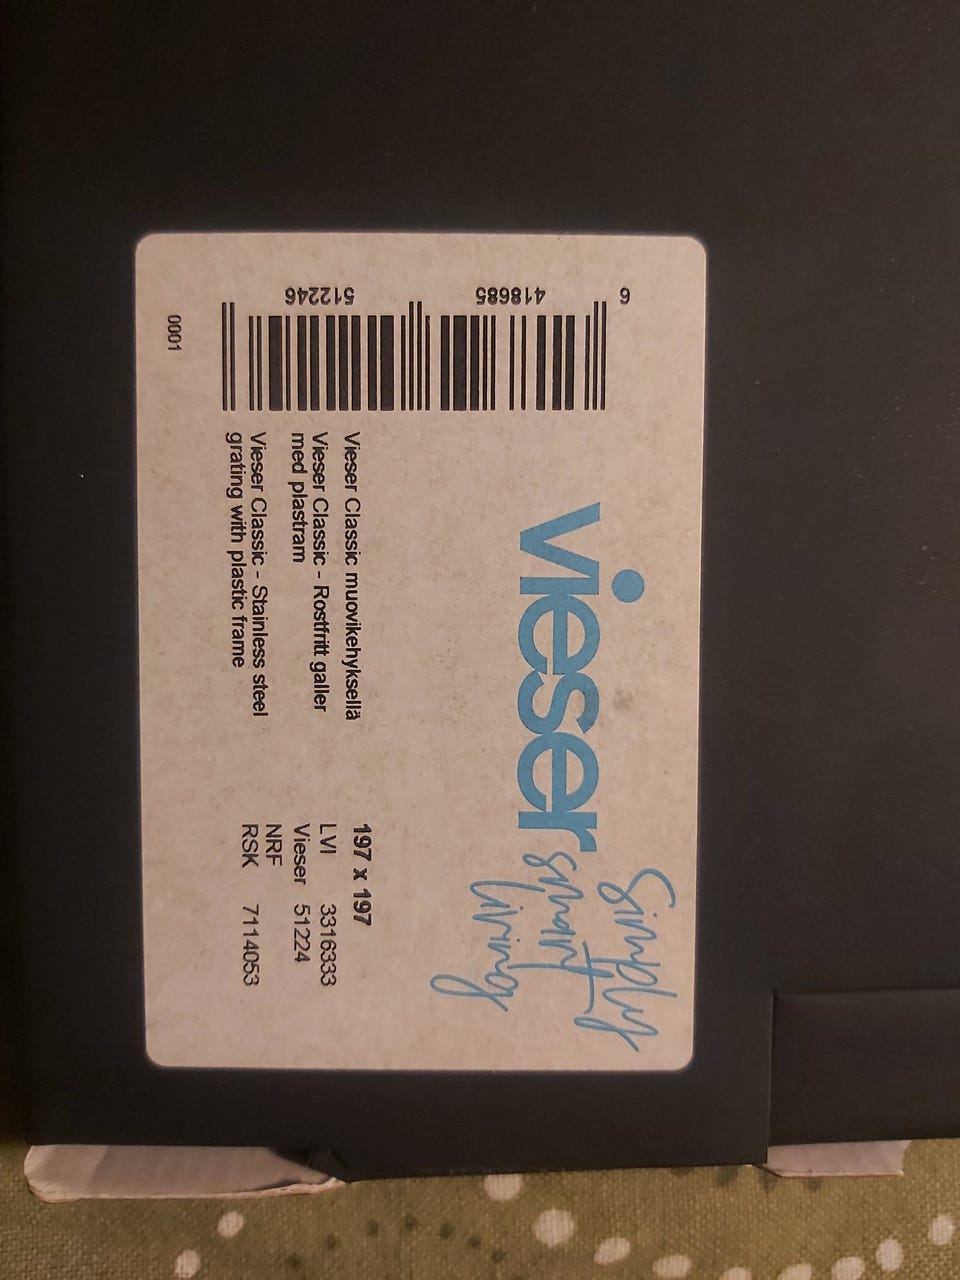 vieser
simply
smart
living
Vieser Classic muovikehyksellä
Vieser Classic - Rostfritt galler
med plastram
Vieser Classic - Stainless steel
grating with plastic frame
197 x 197
LVI 3316333
Vieser 51224
NRF
RSK 7114053
6 418685 512246
0001